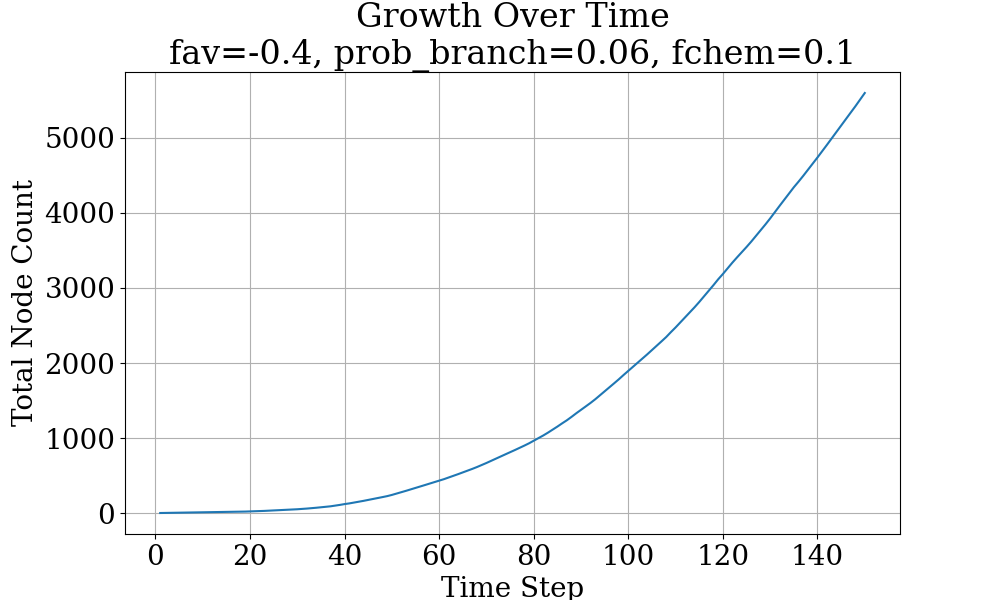 Growth Over Time
fav=-0.4, prob_branch=0.06, fchem=0.1
Total Node Count
5000
4000
3000
2000
1000
0
0 20 40 60 80 100 120 140
Time Step